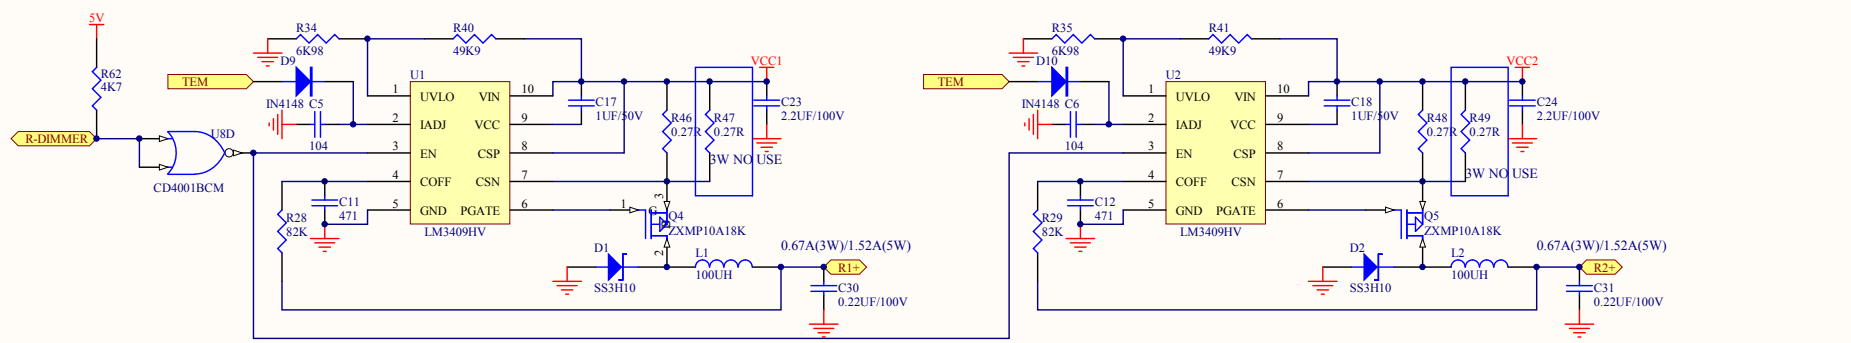 5V
R62
4K7
R-DIMMER
U8D
CD4001BCM
R34
6K98
R40
49K9
D9
TEM
IN4148
C5
104
U1
1 UVLO VIN 10
2 IADJ VCC 9
3 EN CSP 8
4 COFF CSN 7
5 GND PGATE 6
LM3409HV
C17
1UF/50V
R46
0.27R
R47
0.27R
3W NO USE
VCC1
C23
2.2UF/100V
R28
82K
C11
471
1
G
3
2
Q4
ZXMP10A18K
D1
SS3H10
L1
100UH
0.67A(3W)/1.52A(5W)
R1+
C30
0.22UF/100V
R35
6K98
R41
49K9
D10
TEM
IN4148
C6
104
U2
1 UVLO VIN 10
2 IADJ VCC 9
3 EN CSP 8
4 COFF CSN 7
5 GND PGATE 6
LM3409HV
C18
1UF/50V
R48
0.27R
R49
0.27R
3W NO USE
VCC2
C24
2.2UF/100V
R29
82K
C12
471
Q5
ZXMP10A18K
D2
SS3H10
L2
100UH
0.67A(3W)/1.52A(5W)
R2+
C31
0.22UF/100V